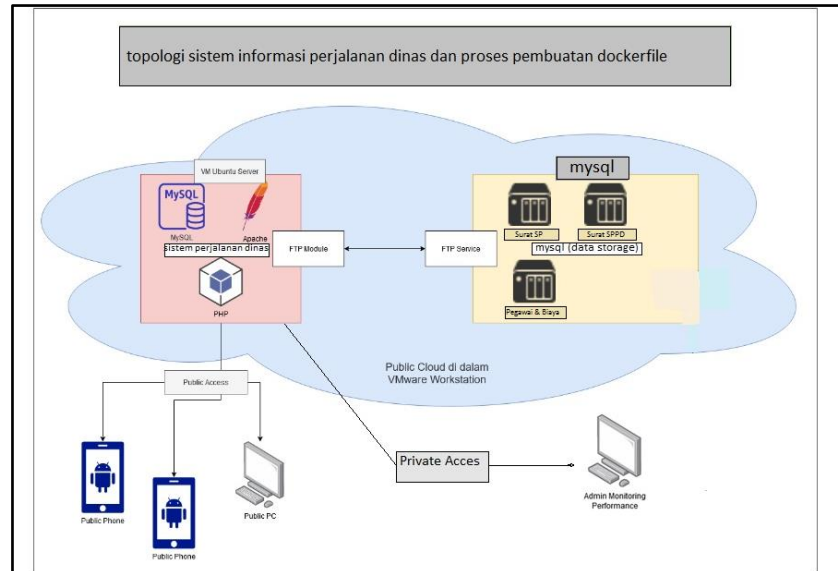 topologi sistem informasi perjalanan dinas dan proses pembuatan dockerfile
VM Ubuntu Server
MySQL
MySQL
Apache
sistem perjalanan dinas
PHP
FTP Module
FTP Service
mysql
Surat SP
Surat SPPD
mysql (data storage)
Pegawai & Biaya
Public Cloud di dalam
VMware Workstation
Public Access
Private Acces
Public Phone
Public Phone
Public PC
Admin Monitoring
Performance